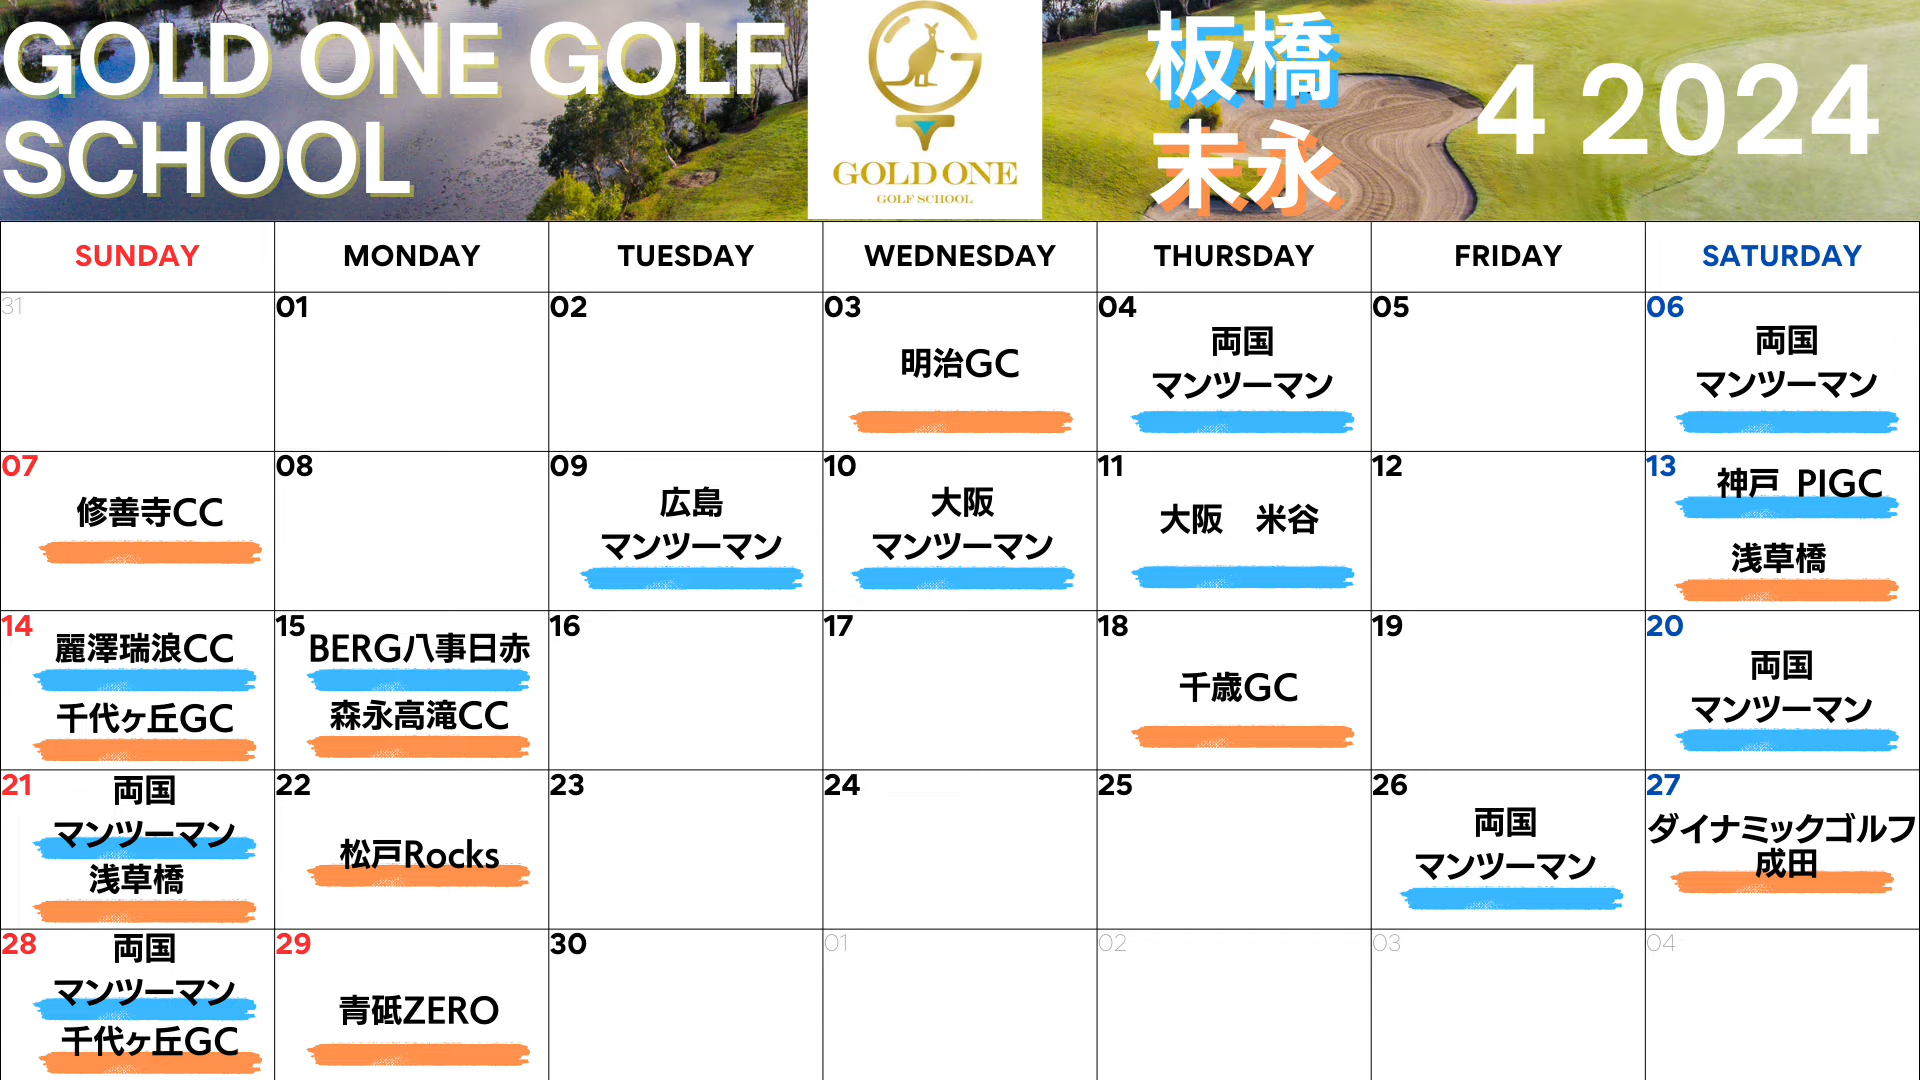 GOLD ONE GOLF
SCHOOL
GOLD ONE
GOLF SCHOOL
板橋
末永
4 2024
SUNDAY MONDAY TUESDAY WEDNESDAY THURSDAY FRIDAY SATURDAY
31
01
02
03
明治GC
04
両国
マンツーマン
05
06
両国
マンツーマン
07
修善寺CC
08
09
広島
マンツーマン
10
大阪
マンツーマン
11
大阪　米谷
12
13
神戸 PIGC
浅草橋
14
麗澤瑞浪CC
千代ヶ丘GC
15
BERG八事日赤
森永高滝CC
16
17
18
千歳GC
19
20
両国
マンツーマン
21
両国
マンツーマン
浅草橋
22
松戸Rocks
23
24
25
26
両国
マンツーマン
27
ダイナミックゴルフ
成田
28
両国
マンツーマン
千代ヶ丘GC
29
青砥ZERO
30
01
02
03
04